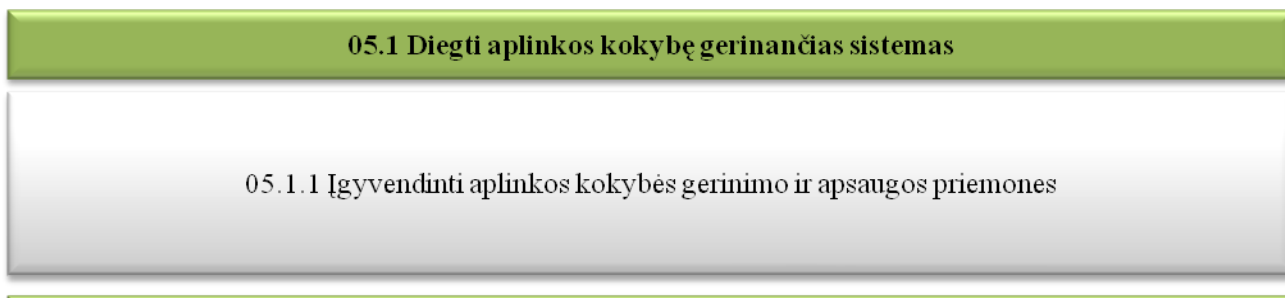 05.1 Diegti aplinkos kokybę gerinančias sistemas
05.1.1 Įgyvendinti aplinkos kokybės gerinimo ir apsaugos priemones